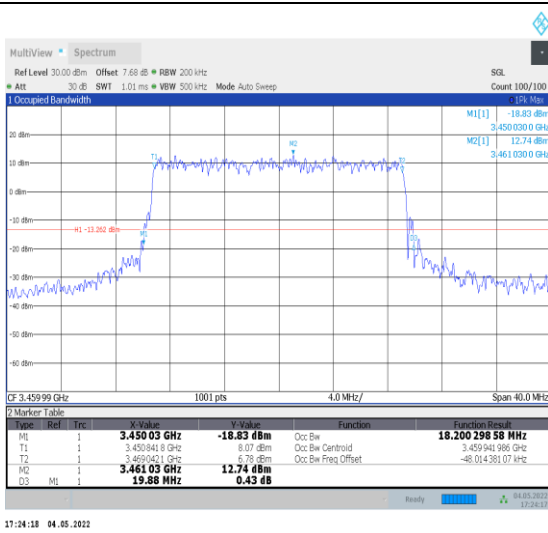 MultiView Spectrum
Ref Level 30.00 dBm Offset 7.68 dB RBW 200 kHz SGL
Att 30 dB SWT 1.01 ms VBW 500 kHz Mode Auto Sweep Count 100/100
1 Occupied Bandwidth 1Pk Max
M1[1] -18.83 dBm
3.450 030 0 GHz
M2[1] 12.74 dBm
3.461 030 0 GHz
20 dBm
M2
T1
T2
10 dBm
0 dBm
-10 dBm
H1 -13.262 dBm
M1
D3
-20 dBm
-30 dBm
-40 dBm
-50 dBm
-60 dBm
CF 3.459 99 GHz 1001 pts 4.0 MHz/ Span 40.0 MHz
2 Marker Table
Type Ref Trc X-Value Y-Value Function Function Result
M1 1 3.450 03 GHz -18.83 dBm Occ Bw 18.200 298 58 MHz
T1 1 3.450 841 8 GHz 8.07 dBm Occ Bw Centroid 3.459 941 986 GHz
T2 1 3.469 042 1 GHz 6.78 dBm Occ Bw Freq Offset -48.014 381 07 kHz
M2 1 3.461 03 GHz 12.74 dBm
D3 M1 1 19.88 MHz 0.43 dB
Ready 04.05.2022
17:24:17
17:24:18 04.05.2022